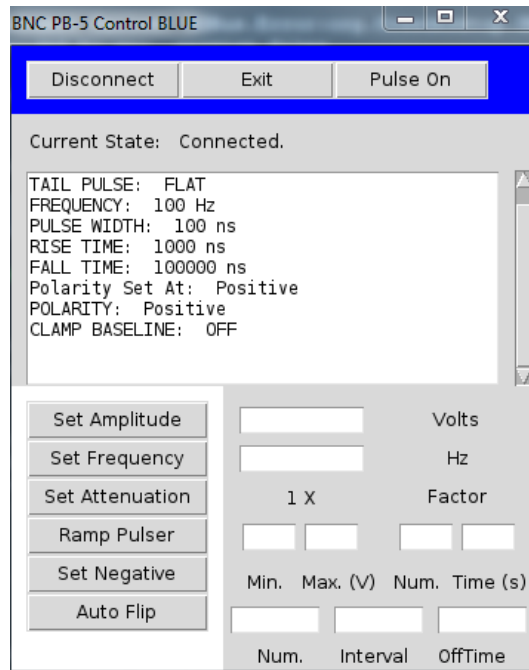 BNC PB-5 Control BLUE
Disconnect Exit Pulse On
Current State: Connected.
TAIL PULSE: FLAT
FREQUENCY: 100 Hz
PULSE WIDTH: 100 ns
RISE TIME: 1000 ns
FALL TIME: 100000 ns
Polarity Set At: Positive
POLARITY: Positive
CLAMP BASELINE: OFF
Set Amplitude Volts
Set Frequency Hz
Set Attenuation 1 X Factor
Ramp Pulser
Set Negative Min. Max. (V) Num. Time (s)
Auto Flip
Num. Interval OffTime